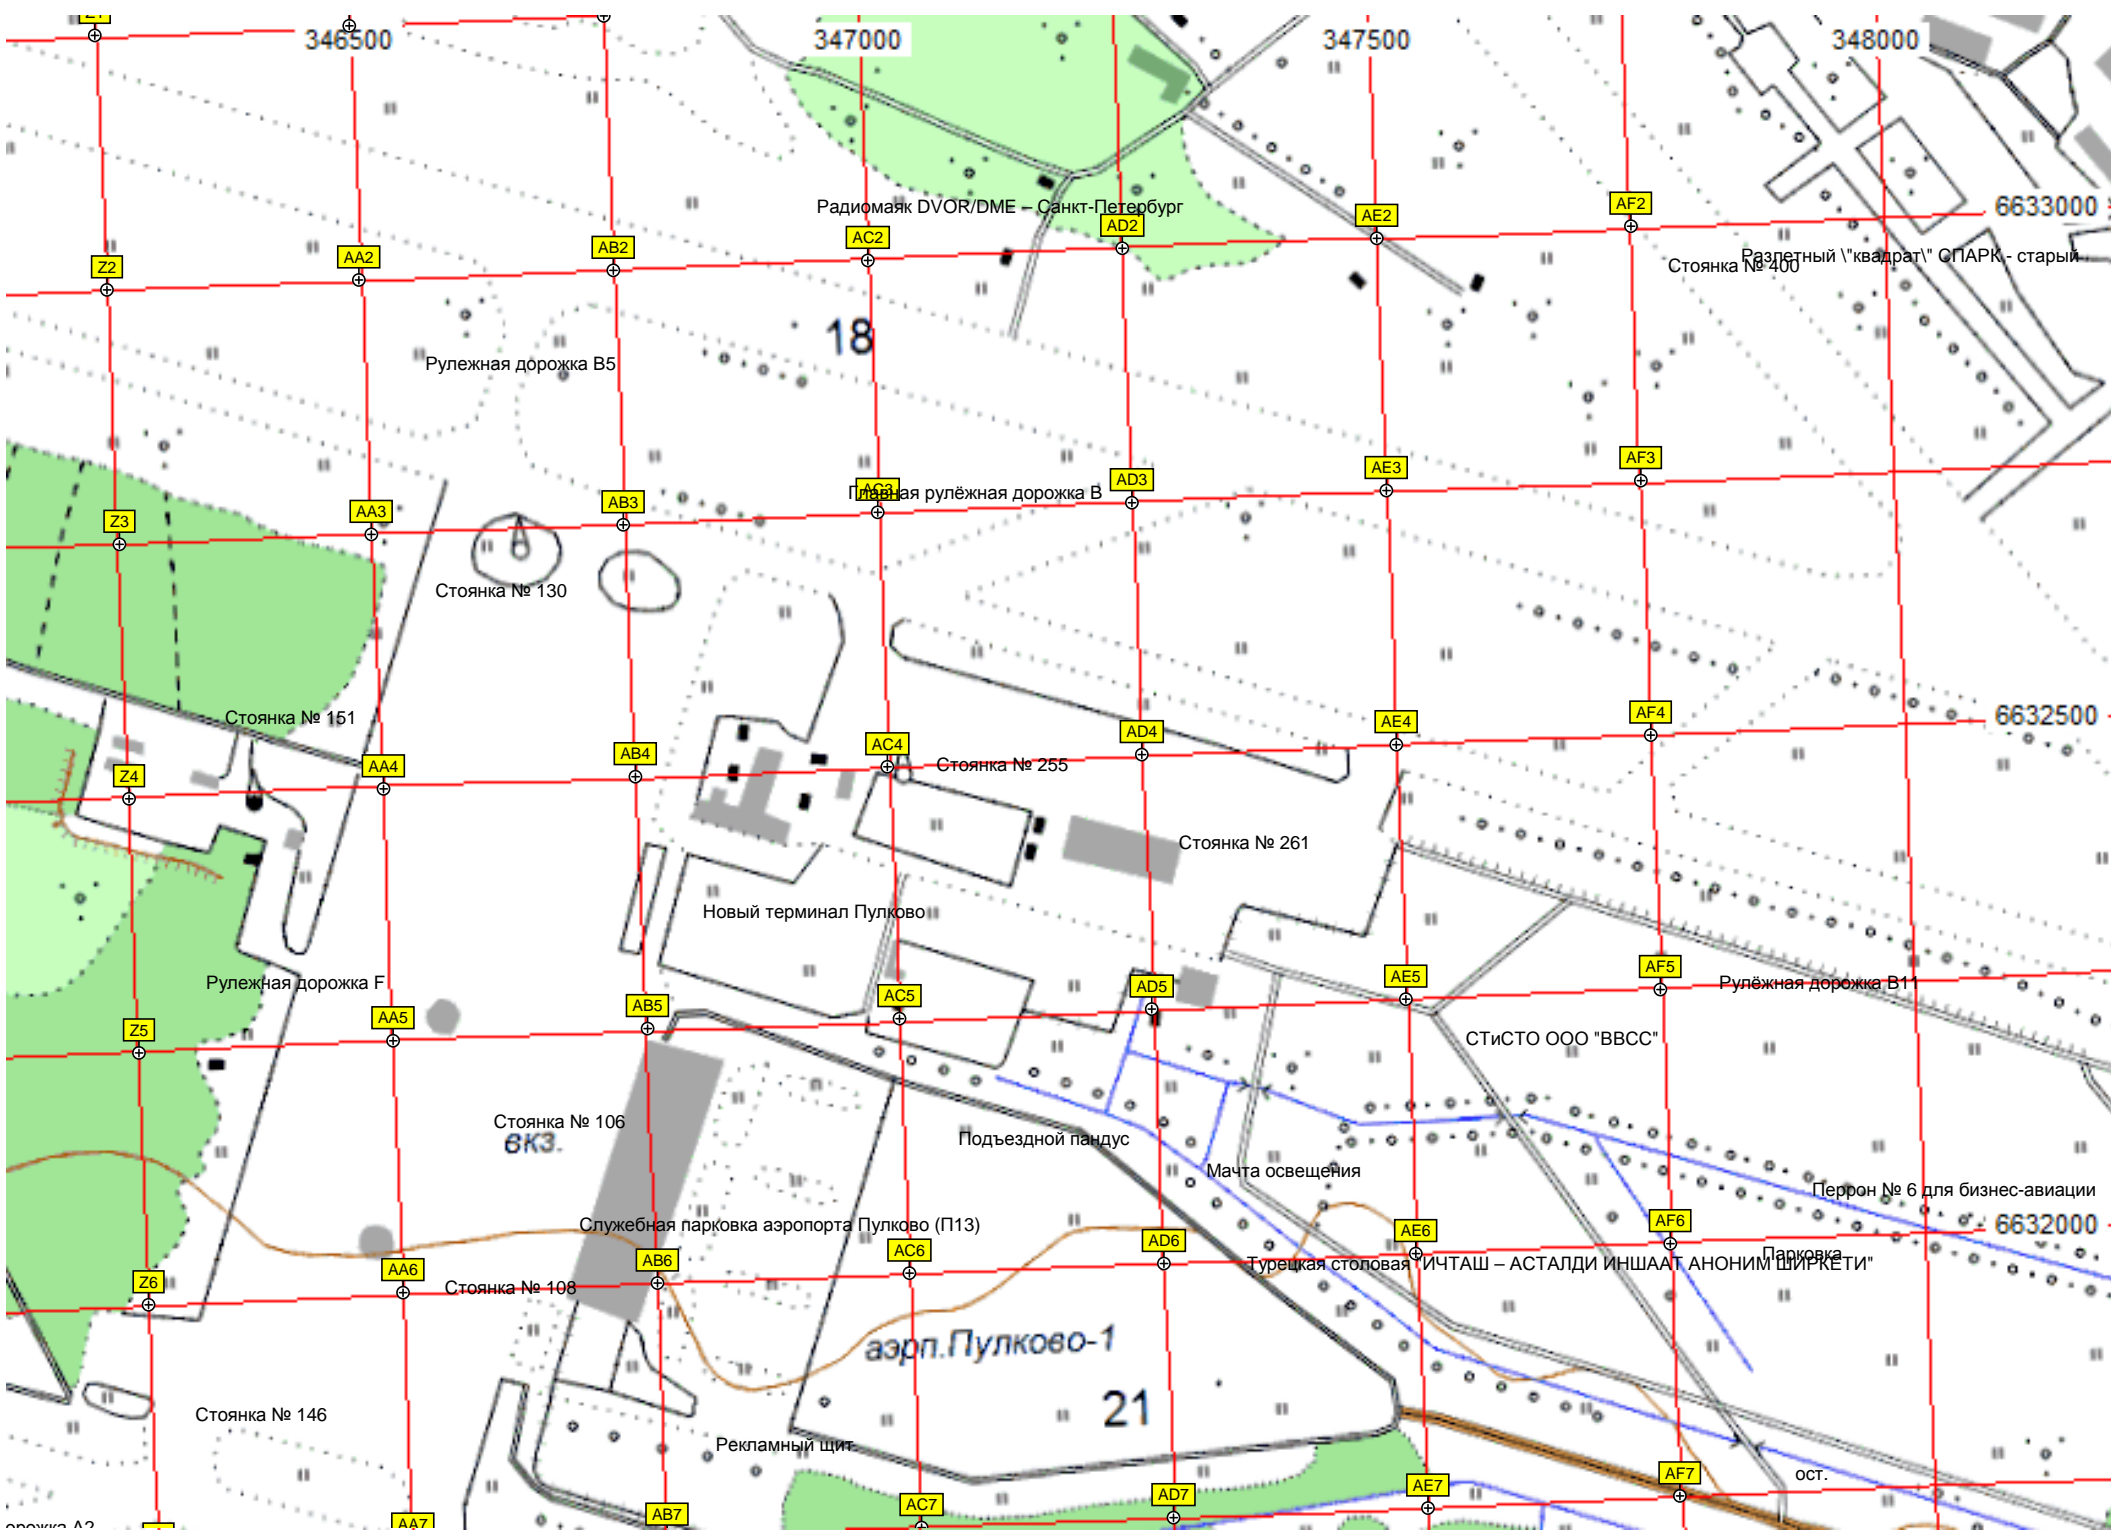 346500
347000
347500
348000
Радиомаяк DVOR/DME – Санкт-Петербург
AF2
6633000
AE2
AD2
AC2
AB2
AA2
Z2
Разлетный \"квадрат\" СПАРК - старый
Стоянка № 400
18
Рулежная дорожка B5
AF3
AE3
AD3
AC3
Главная рулёжная дорожка B
AB3
AA3
Z3
Стоянка № 130
Стоянка № 151
AF4
6632500
AE4
AD4
AC4
AB4
AA4
Z4
Стоянка № 255
Стоянка № 261
Новый терминал Пулково
AF5
AE5
AD5
AC5
AB5
AA5
Z5
Рулежная дорожка F
Рулёжная дорожка B11
СТиСТО ООО "ВВСС"
Стоянка № 106
вкз.
Подъездной пандус
Мачта освещения
Перрон № 6 для бизнес-авиации
Служебная парковка аэропорта Пулково (П13)
AF6
6632000
AE6
AD6
AC6
AB6
AA6
Z6
Парковка
Турецкая столовая "ИЧТАШ – АСТАЛДИ ИНШААТ АНОНИМ ШИРКЕТИ"
Стоянка № 108
аэрп.Пулково-1
21
Стоянка № 146
Рекламный щит
ост.
AF7
AE7
AD7
AC7
AB7
AA7